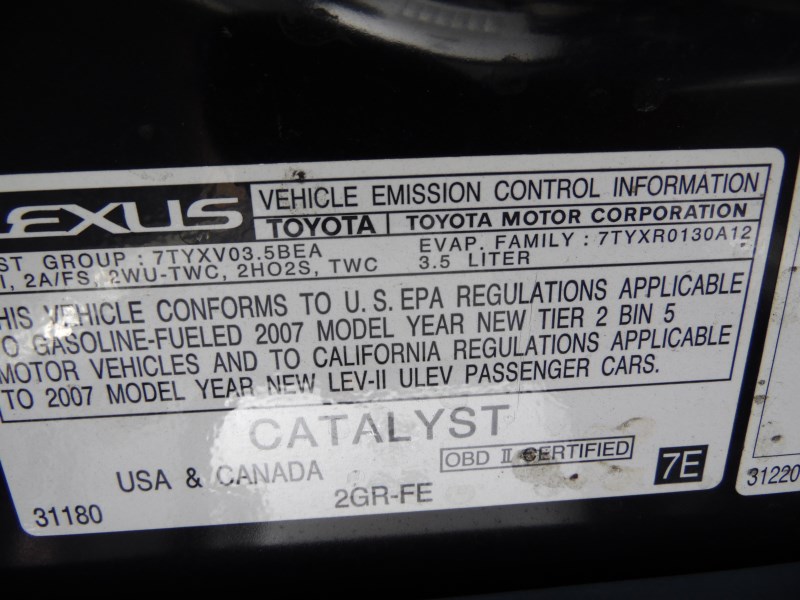 LEXUS VEHICLE EMISSION CONTROL INFORMATION
TOYOTA TOYOTA MOTOR CORPORATION
ST GROUP : 7TYXV03.5BEA EVAP. FAMILY : 7TYXR0130A12
I, 2A/FS, 2WU-TWC, 2HO2S, TWC 3.5 LITER
HIS VEHICLE CONFORMS TO U.S. EPA REGULATIONS APPLICABLE
O GASOLINE-FUELED 2007 MODEL YEAR NEW TIER 2 BIN 5
MOTOR VEHICLES AND TO CALIFORNIA REGULATIONS APPLICABLE
TO 2007 MODEL YEAR NEW LEV-II ULEV PASSENGER CARS.
CATALYST
USA & CANADA OBD II CERTIFIED 7E
31180 2GR-FE
31220